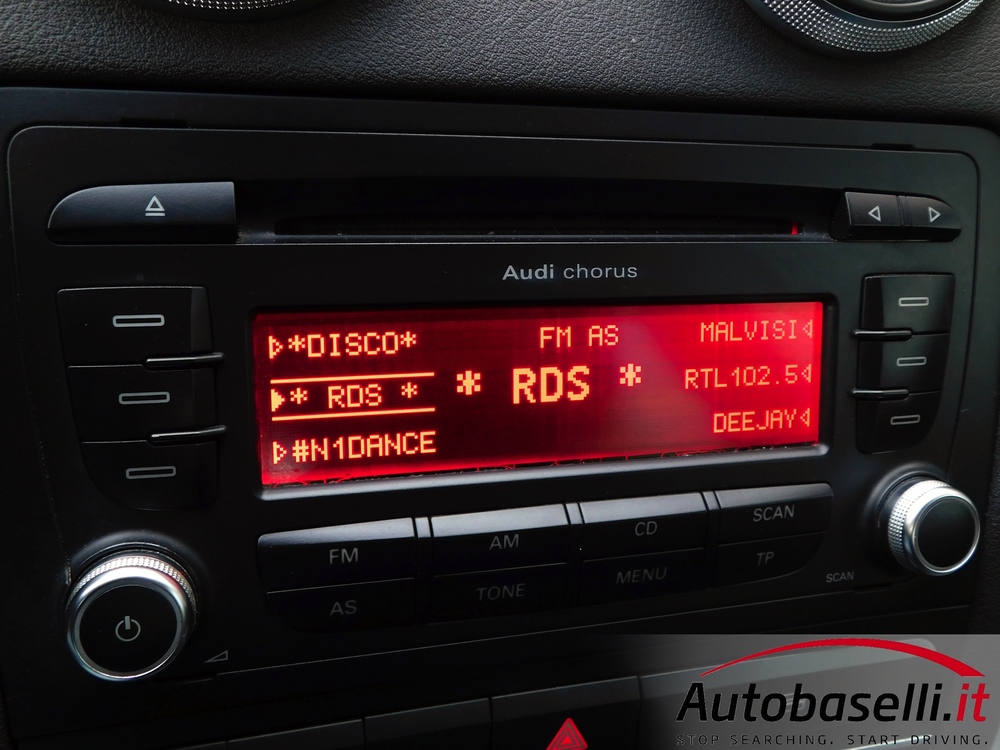 Audi chorus
*DISCO*
FM AS
MALVISI
* RDS *
* RDS *
RTL102.5
#N1DANCE
DEEJAY
FM
AM
CD
SCAN
AS
TONE
MENU
TP
SCAN
Autobaselli.it
STOP SEARCHING. START DRIVING.